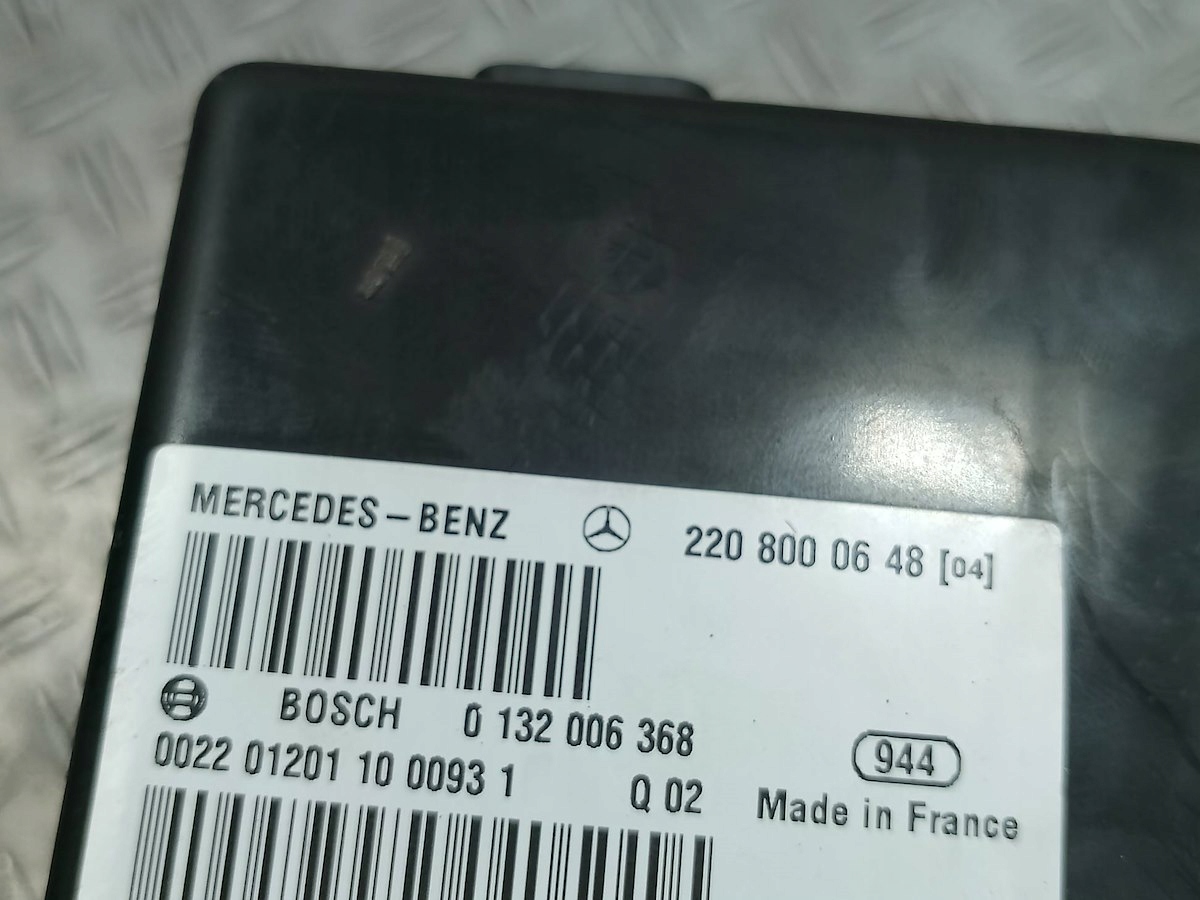 MERCEDES-BENZ 220 800 06 48 [04]
BOSCH 0 132 006 368
944
0022 01201 10 0093 1 Q 02
Made in France